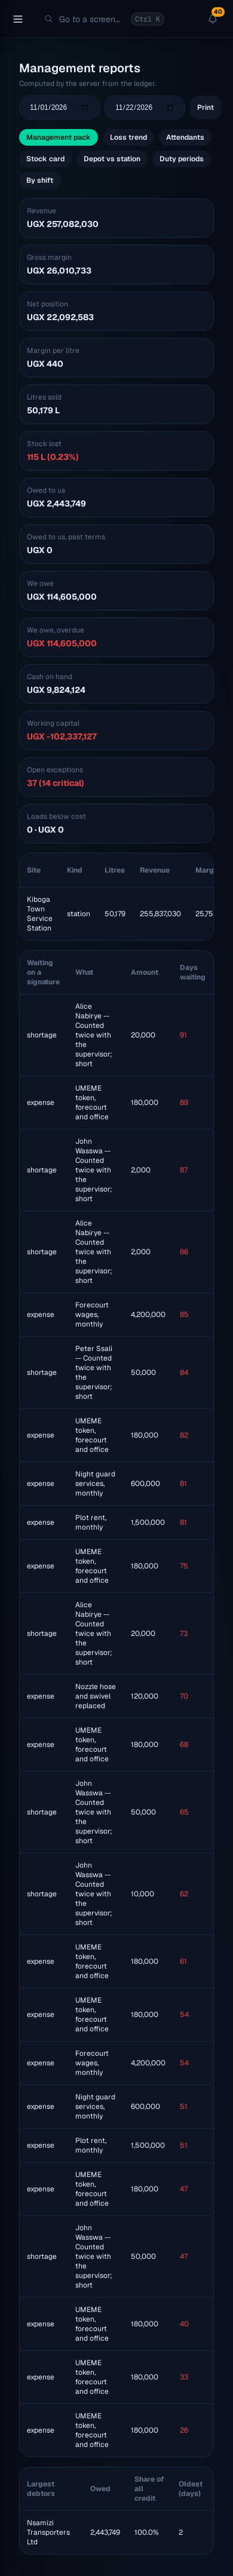 Go to a screen... Ctrl K
40
Management reports
Computed by the server from the ledger.
11/01/2026 11/22/2026 Print
Management pack Loss trend Attendants
Stock card Depot vs station Duty periods
By shift
Revenue
UGX 257,082,030
Gross margin
UGX 26,010,733
Net position
UGX 22,092,583
Margin per litre
UGX 440
Litres sold
50,179 L
Stock lost
115 L (0.23%)
Owed to us
UGX 2,443,749
Owed to us, past terms
UGX 0
We owe
UGX 114,605,000
We owe, overdue
UGX 114,605,000
Cash on hand
UGX 9,824,124
Working capital
UGX -102,337,127
Open exceptions
37 (14 critical)
Loads below cost
0 · UGX 0
Site Kind Litres Revenue Marg
Kiboga
Town
Service
Station
station 50,179 255,837,030 25,75
Waiting
on a
signature
What Amount Days
waiting
shortage
Alice
Nabirye --
Counted
twice with
the
supervisor;
short
20,000 91
expense
UMEME
token,
forecourt
and office
180,000 89
shortage
John
Wasswa --
Counted
twice with
the
supervisor;
short
2,000 87
shortage
Alice
Nabirye --
Counted
twice with
the
supervisor;
short
2,000 86
expense
Forecourt
wages,
monthly
4,200,000 85
shortage
Peter Ssali
-- Counted
twice with
the
supervisor;
short
50,000 84
expense
UMEME
token,
forecourt
and office
180,000 82
expense
Night guard
services,
monthly
600,000 81
expense
Plot rent,
monthly
1,500,000 81
expense
UMEME
token,
forecourt
and office
180,000 75
shortage
Alice
Nabirye --
Counted
twice with
the
supervisor;
short
20,000 73
expense
Nozzle hose
and swivel
replaced
120,000 70
expense
UMEME
token,
forecourt
and office
180,000 68
shortage
John
Wasswa --
Counted
twice with
the
supervisor;
short
50,000 65
shortage
John
Wasswa --
Counted
twice with
the
supervisor;
short
10,000 62
expense
UMEME
token,
forecourt
and office
180,000 61
expense
UMEME
token,
forecourt
and office
180,000 54
expense
Forecourt
wages,
monthly
4,200,000 54
expense
Night guard
services,
monthly
600,000 51
expense
Plot rent,
monthly
1,500,000 51
expense
UMEME
token,
forecourt
and office
180,000 47
shortage
John
Wasswa --
Counted
twice with
the
supervisor;
short
50,000 47
expense
UMEME
token,
forecourt
and office
180,000 40
expense
UMEME
token,
forecourt
and office
180,000 33
expense
UMEME
token,
forecourt
and office
180,000 26
Largest
debtors
Owed
Share of
all
credit
Oldest
(days)
Nsamizi
Transporters
Ltd
2,443,749 100.0% 2